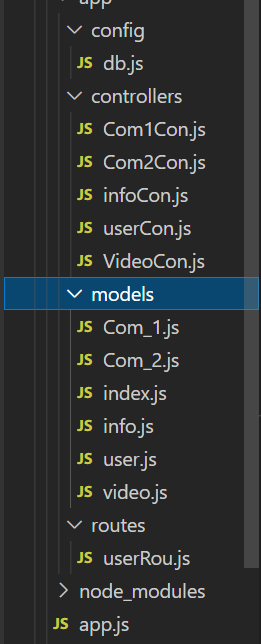 app
config
JS db.js
controllers
JS Com1Con.js
JS Com2Con.js
JS infoCon.js
JS userCon.js
JS VideoCon.js
models
JS Com_1.js
JS Com_2.js
JS index.js
JS info.js
JS user.js
JS video.js
routes
JS userRou.js
node_modules
JS app.js